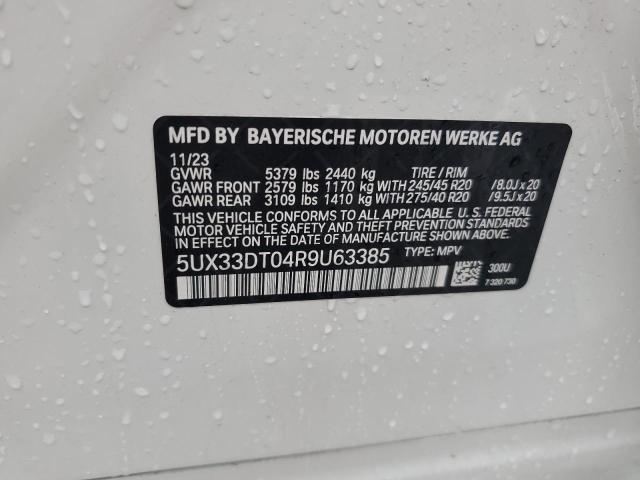 MFD BY BAYERISCHE MOTOREN WERKE AG
11/23
GVWR 5379 lbs 2440 kg TIRE / RIM
GAWR FRONT 2579 lbs 1170 kg WITH 245/45 R20 /8.0J x 20
GAWR REAR 3109 lbs 1410 kg WITH 275/40 R20 /9.5J x 20
THIS VEHICLE CONFORMS TO ALL APPLICABLE U. S. FEDERAL
MOTOR VEHICLE SAFETY AND THEFT PREVENTION STANDARDS
IN EFFECT ON THE DATE OF MANUFACTURE SHOWN ABOVE.
5UX33DT04R9U63385 TYPE: MPV
300U
7 320 730